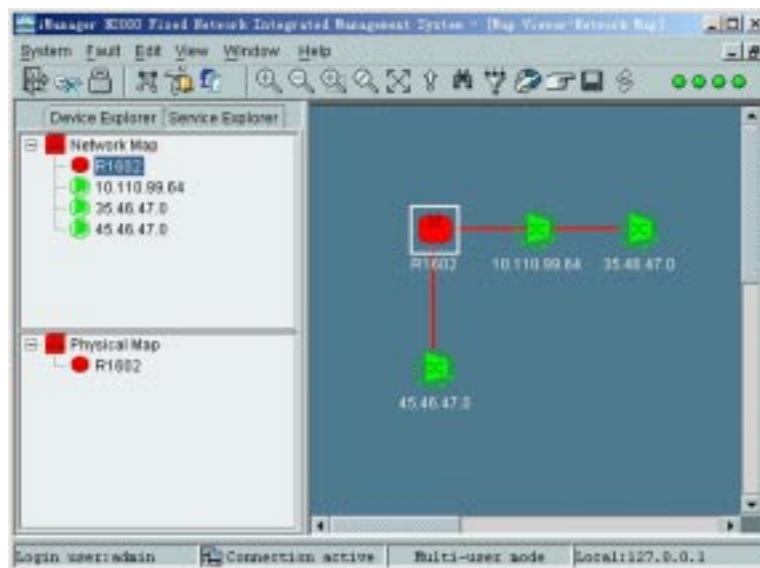 iManager N2000 Fixed Network Integrated Management System - [Map Viewer-Network Map]
System Fault Edit View Window Help
Device Explorer Service Explorer
Network Map
R1602
10.110.99.64
35.46.47.0
45.46.47.0
Physical Map
R1602
R1602 10.110.99.64 35.46.47.0
45.46.47.0
Login user:admin Connection active Multi-user mode Local:127.0.0.1